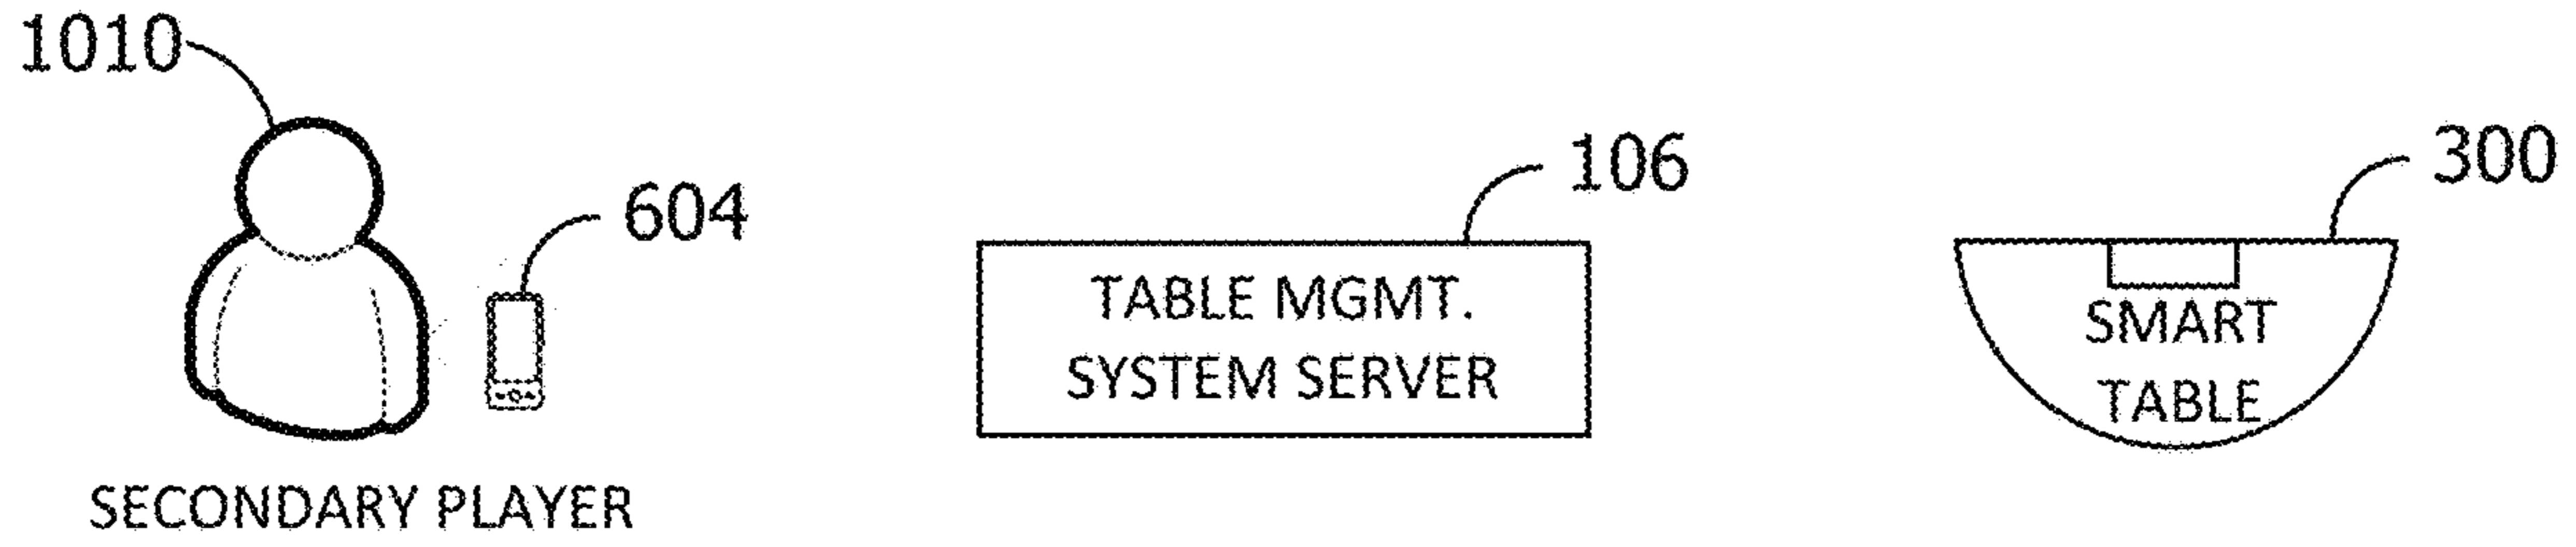 1010
604
SECONDARY PLAYER
106
TABLE MGMT.
SYSTEM SERVER
300
SMART
TABLE